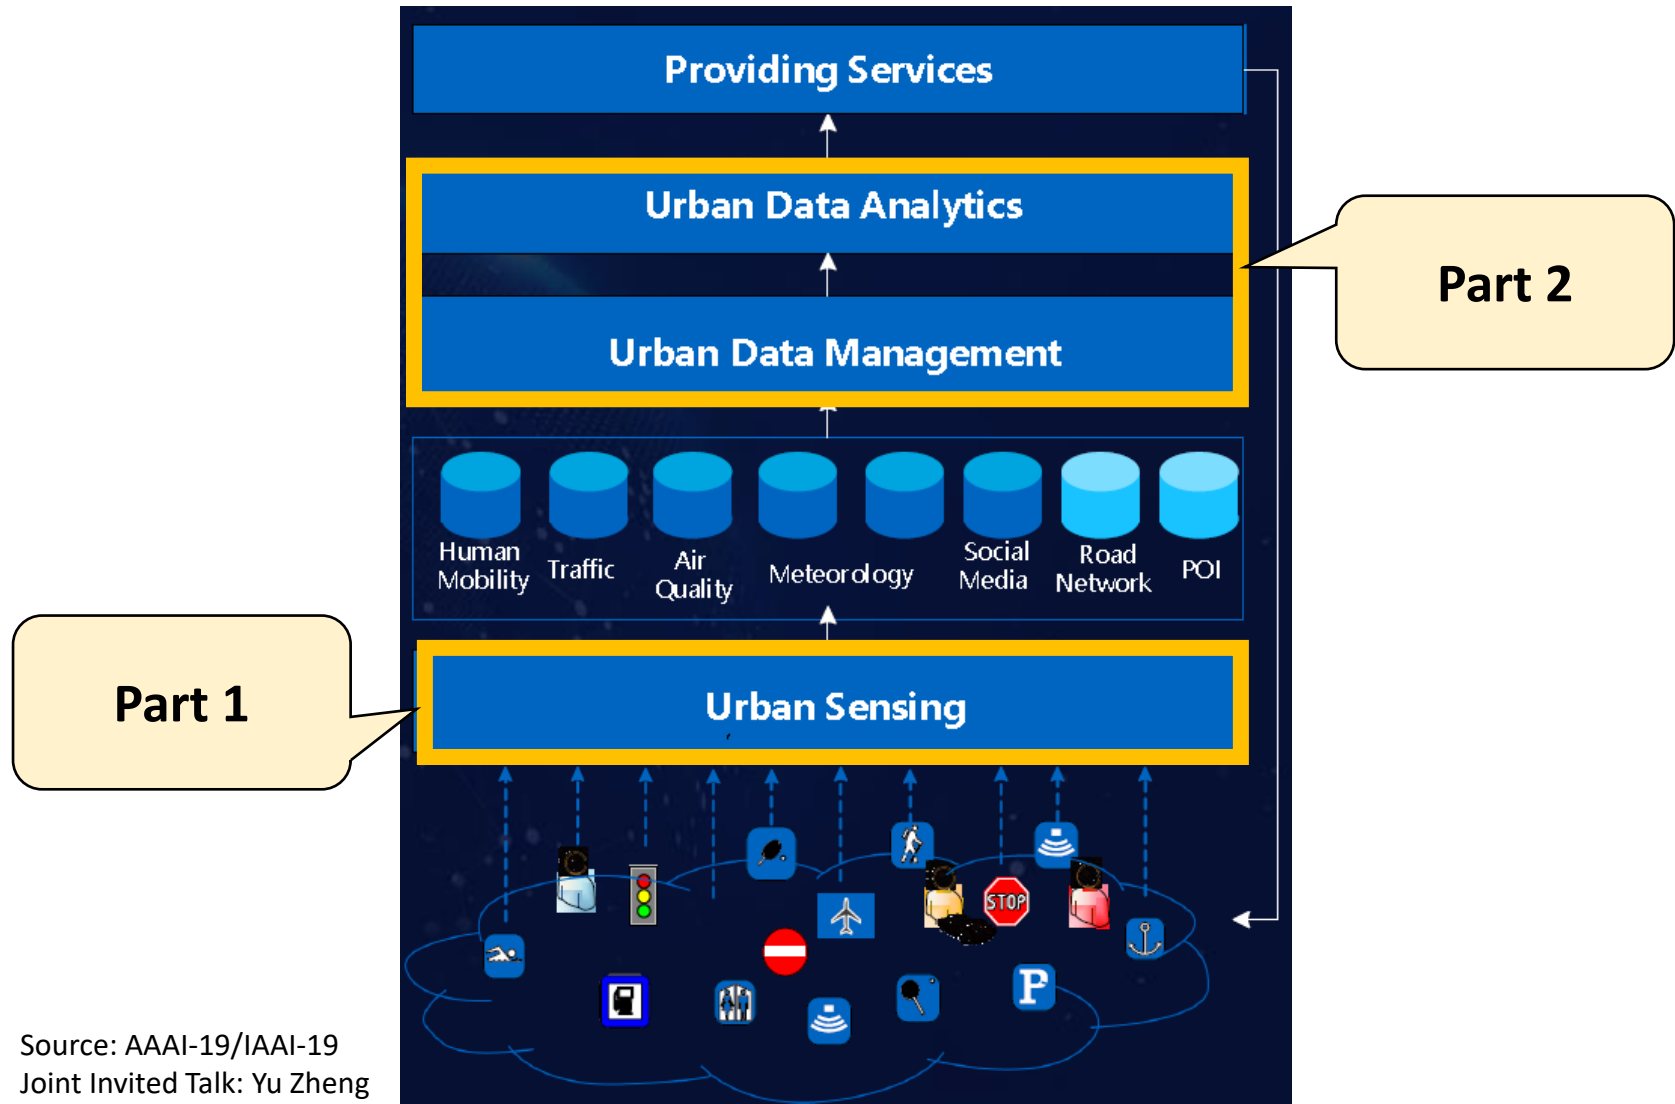 Providing Services
Urban Data Analytics
Part 2
Urban Data Management
Human
Mobility
Traffic
Air
Quality
Meteorology
Social
Media
Road
Network
POI
Part 1
Urban Sensing
STOP
P
Source: AAAI-19/IAAI-19
Joint Invited Talk: Yu Zheng